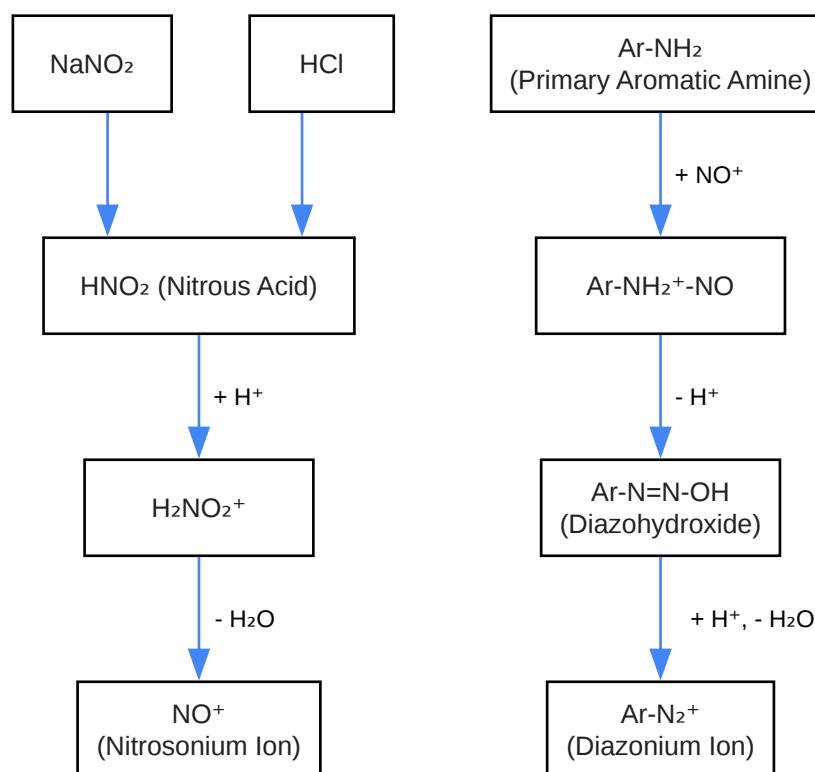 NaNO₂
HCl
HNO₂ (Nitrous Acid)
+ H⁺
H₂NO₂⁺
- H₂O
NO⁺
(Nitrosonium Ion)
Ar-NH₂
(Primary Aromatic Amine)
+ NO⁺
Ar-NH₂⁺-NO
- H⁺
Ar-N=N-OH
(Diazohydroxide)
+ H⁺, - H₂O
Ar-N₂⁺
(Diazonium Ion)